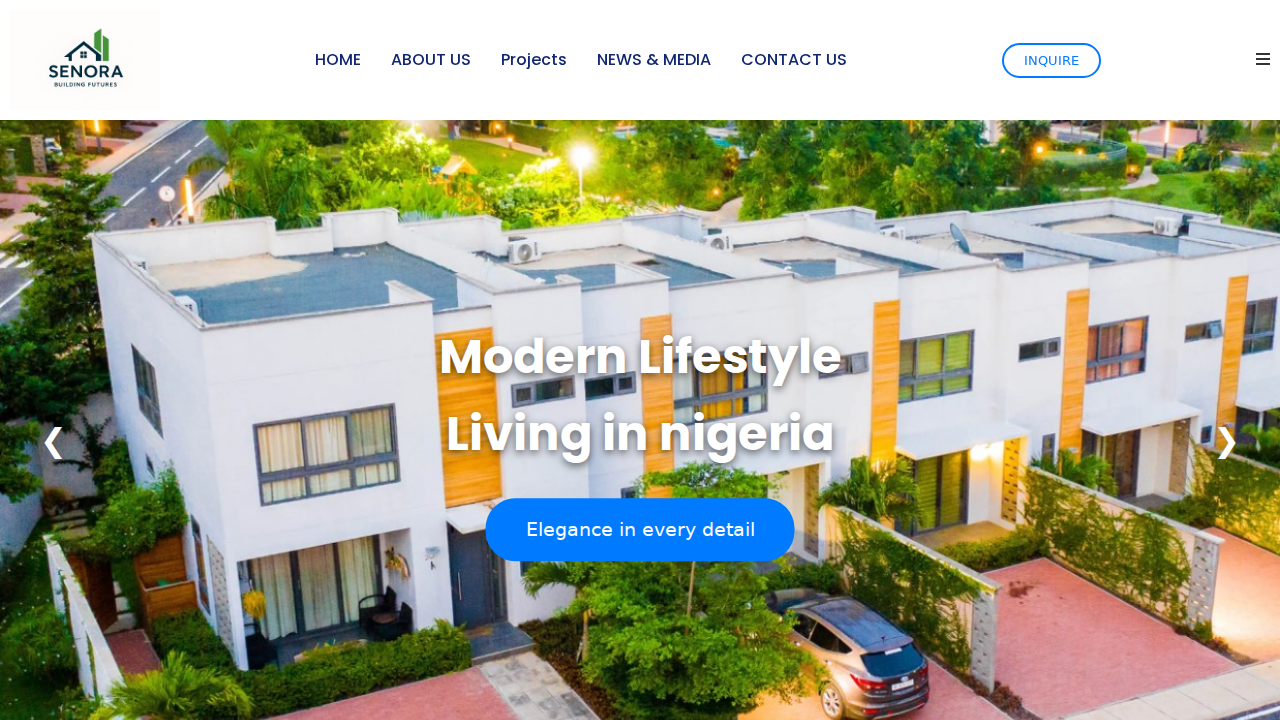 SENORA
BUILDING FUTURES
HOME ABOUT US Projects NEWS & MEDIA CONTACT US
INQUIRE
Modern Lifestyle
Living in nigeria
Elegance in every detail